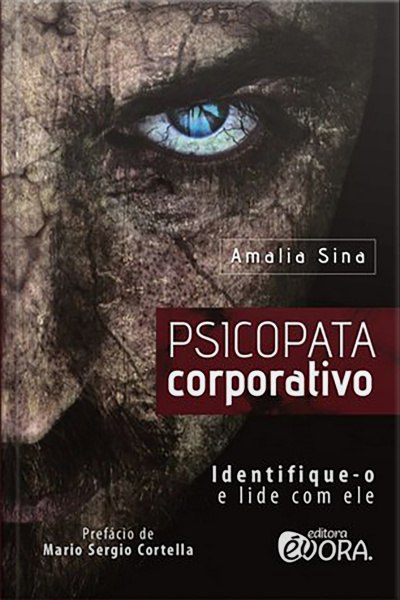 Amalia Sina
PSICOPATA
corporativo
Identifique-o
e lide com ele
Prefácio de
Mario Sergio Cortella
editora
ÉVORA.